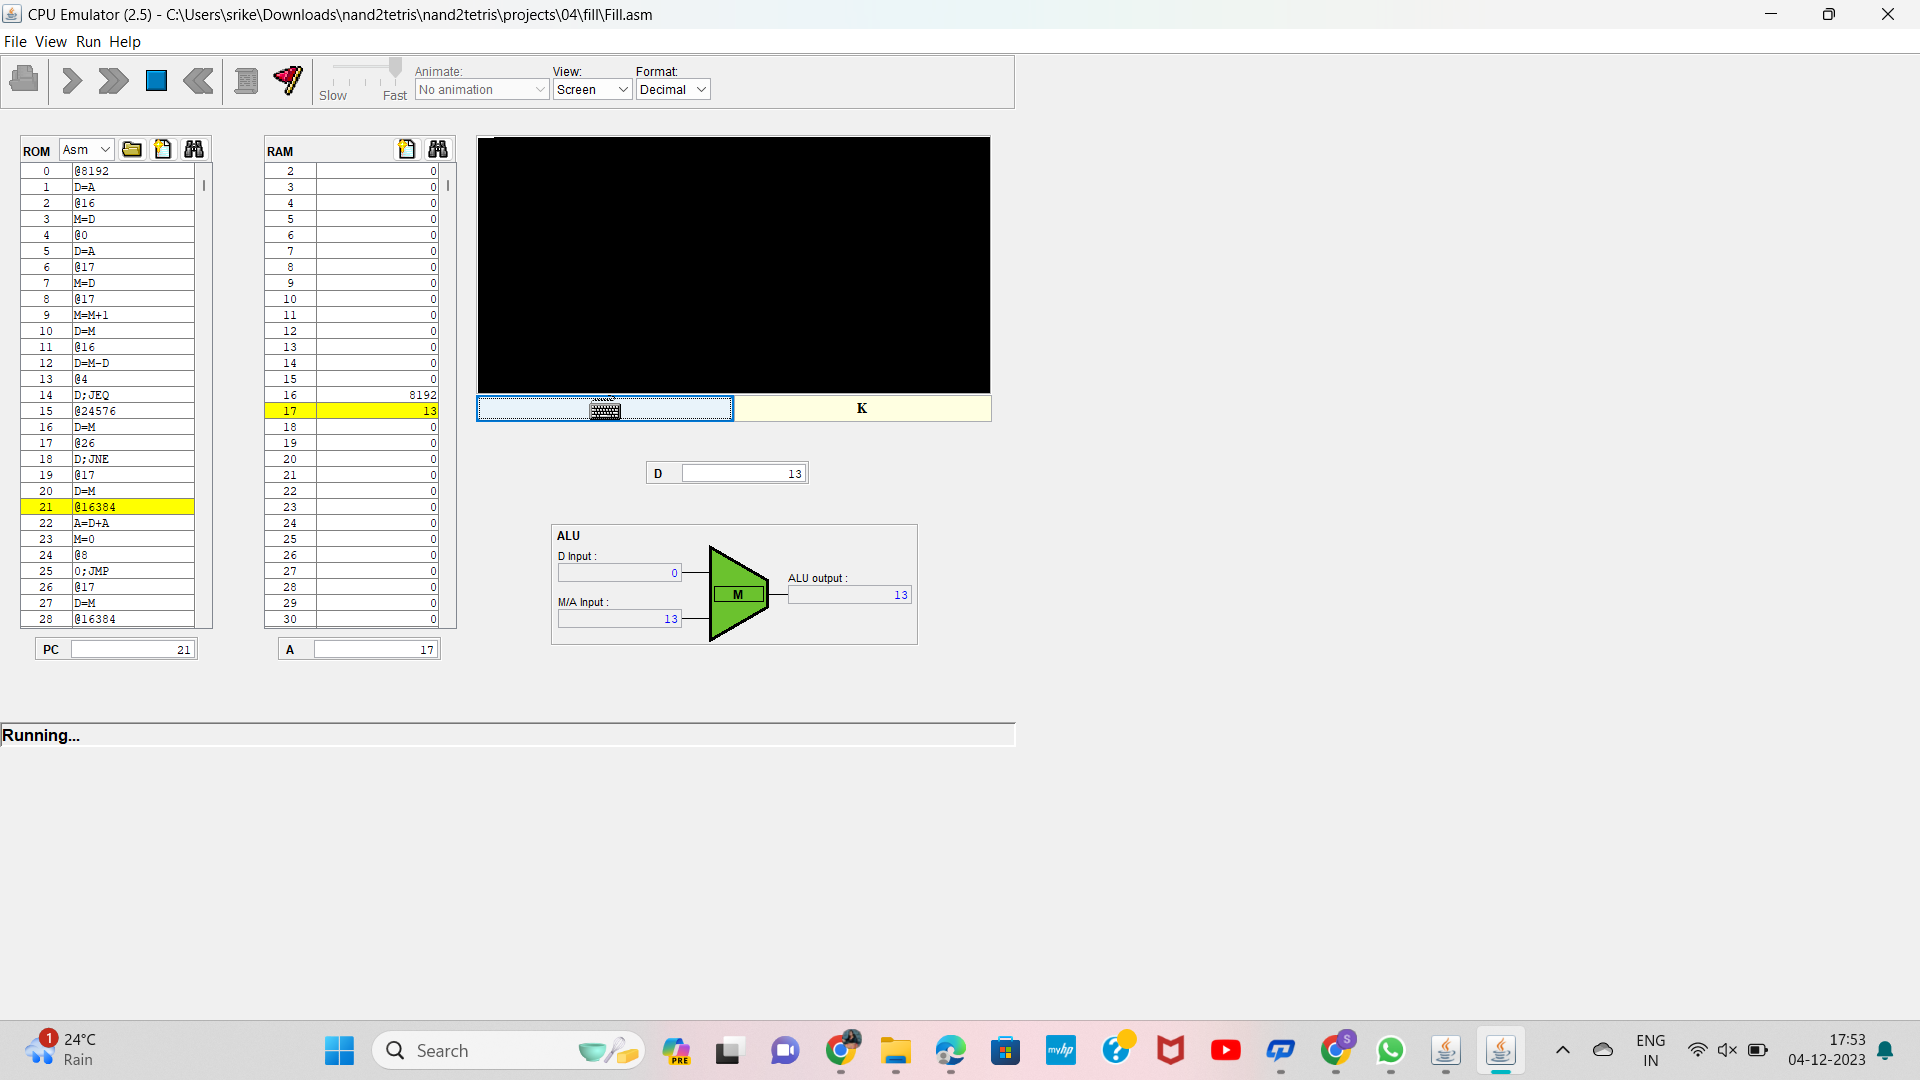 CPU Emulator (2.5) - C:\Users\srike\Downloads\nand2tetris\nand2tetris\projects\04\fill\Fill.asm
File View Run Help
Slow Fast
Animate:
No animation
View:
Screen
Format:
Decimal
ROM Asm
0 @8192
1 D=A
2 @16
3 M=D
4 @0
5 D=A
6 @17
7 M=D
8 @17
9 M=M+1
10 D=M
11 @16
12 D=M-D
13 @4
14 D;JEQ
15 @24576
16 D=M
17 @26
18 D;JNE
19 @17
20 D=M
21 @16384
22 A=D+A
23 M=0
24 @8
25 0;JMP
26 @17
27 D=M
28 @16384
PC 21
RAM
2 0
3 0
4 0
5 0
6 0
7 0
8 0
9 0
10 0
11 0
12 0
13 0
14 0
15 0
16 8192
17 13
18 0
19 0
20 0
21 0
22 0
23 0
24 0
25 0
26 0
27 0
28 0
29 0
30 0
A 17
K
D 13
ALU
D Input :
0
M/A Input :
13
M
ALU output :
13
Running...
1
24°C
Rain
Search
PRE
myhp
?
S
ENG
IN
17:53
04-12-2023